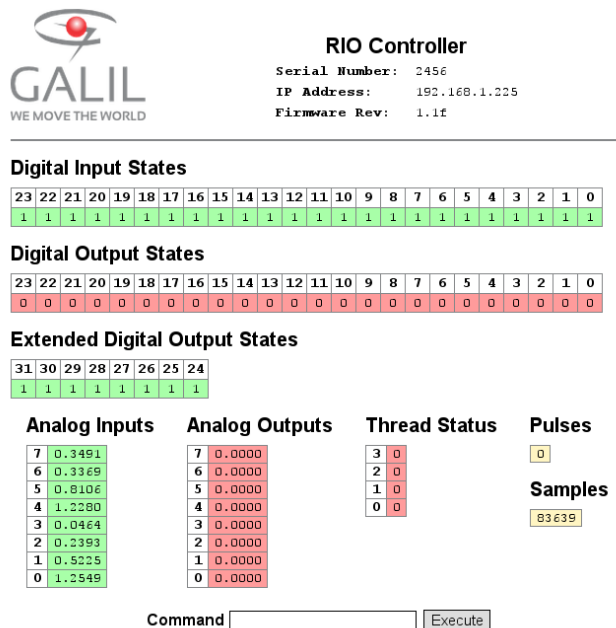 GALIL
WE MOVE THE WORLD
RIO Controller
Serial Number: 2456
IP Address: 192.168.1.225
Firmware Rev: 1.1f
Digital Input States
23 22 21 20 19 18 17 16 15 14 13 12 11 10 9 8 7 6 5 4 3 2 1 0
1 1 1 1 1 1 1 1 1 1 1 1 1 1 1 1 1 1 1 1 1 1 1 1
Digital Output States
23 22 21 20 19 18 17 16 15 14 13 12 11 10 9 8 7 6 5 4 3 2 1 0
0 0 0 0 0 0 0 0 0 0 0 0 0 0 0 0 0 0 0 0 0 0 0 0
Extended Digital Output States
31 30 29 28 27 26 25 24
1 1 1 1 1 1 1 1
Analog Inputs
7 0.3491
6 0.3369
5 0.8106
4 1.2280
3 0.0464
2 0.2393
1 0.5225
0 1.2549
Analog Outputs
7 0.0000
6 0.0000
5 0.0000
4 0.0000
3 0.0000
2 0.0000
1 0.0000
0 0.0000
Thread Status
3 0
2 0
1 0
0 0
Pulses
0
Samples
83639
Command
Execute